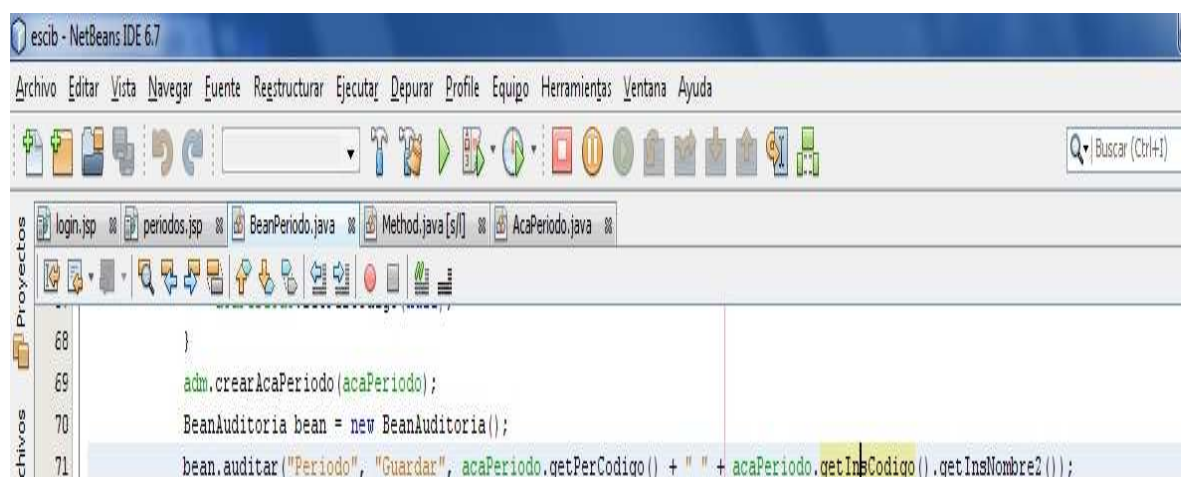 escib - NetBeans IDE 6.7
Archivo Editar Vista Navegar Fuente Reestructurar Ejecutar Depurar Profile Equipo Herramientas Ventana Ayuda
Buscar (Ctrl+I)
login.jsp periodos.jsp BeanPeriodo.java Method.java [s/l] AcaPeriodo.java
Proyectos
68 }
69 adm.crearAcaPeriodo(acaPeriodo);
70 BeanAuditoria bean = new BeanAuditoria();
71 bean.auditar("Periodo", "Guardar", acaPeriodo.getPerCodigo() + " " + acaPeriodo.getInsCodigo().getInsNombre2());